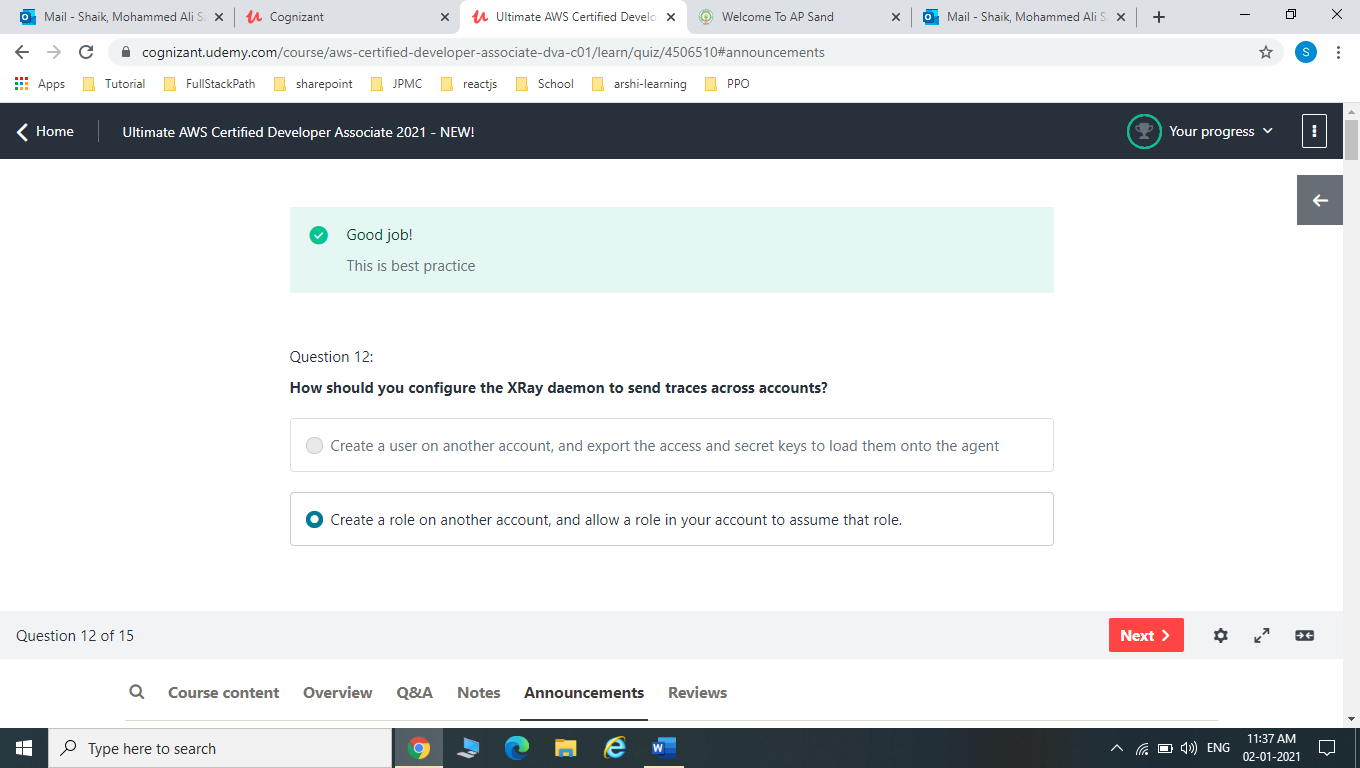 Mail - Shaik, Mohammed Ali S
Cognizant
Ultimate AWS Certified Develo
Welcome To AP Sand
Mail - Shaik, Mohammed Ali S
cognizant.udemy.com/course/aws-certified-developer-associate-dva-c01/learn/quiz/4506510#announcements
S
Apps
Tutorial
FullStackPath
sharepoint
JPMC
reactjs
School
arshi-learning
PPO
Home
Ultimate AWS Certified Developer Associate 2021 - NEW!
Your progress
Good job!
This is best practice
Question 12:
How should you configure the XRay daemon to send traces across accounts?
Create a user on another account, and export the access and secret keys to load them onto the agent
Create a role on another account, and allow a role in your account to assume that role.
Question 12 of 15
Next
Course content
Overview
Q&A
Notes
Announcements
Reviews
Type here to search
ENG
11:37 AM
02-01-2021